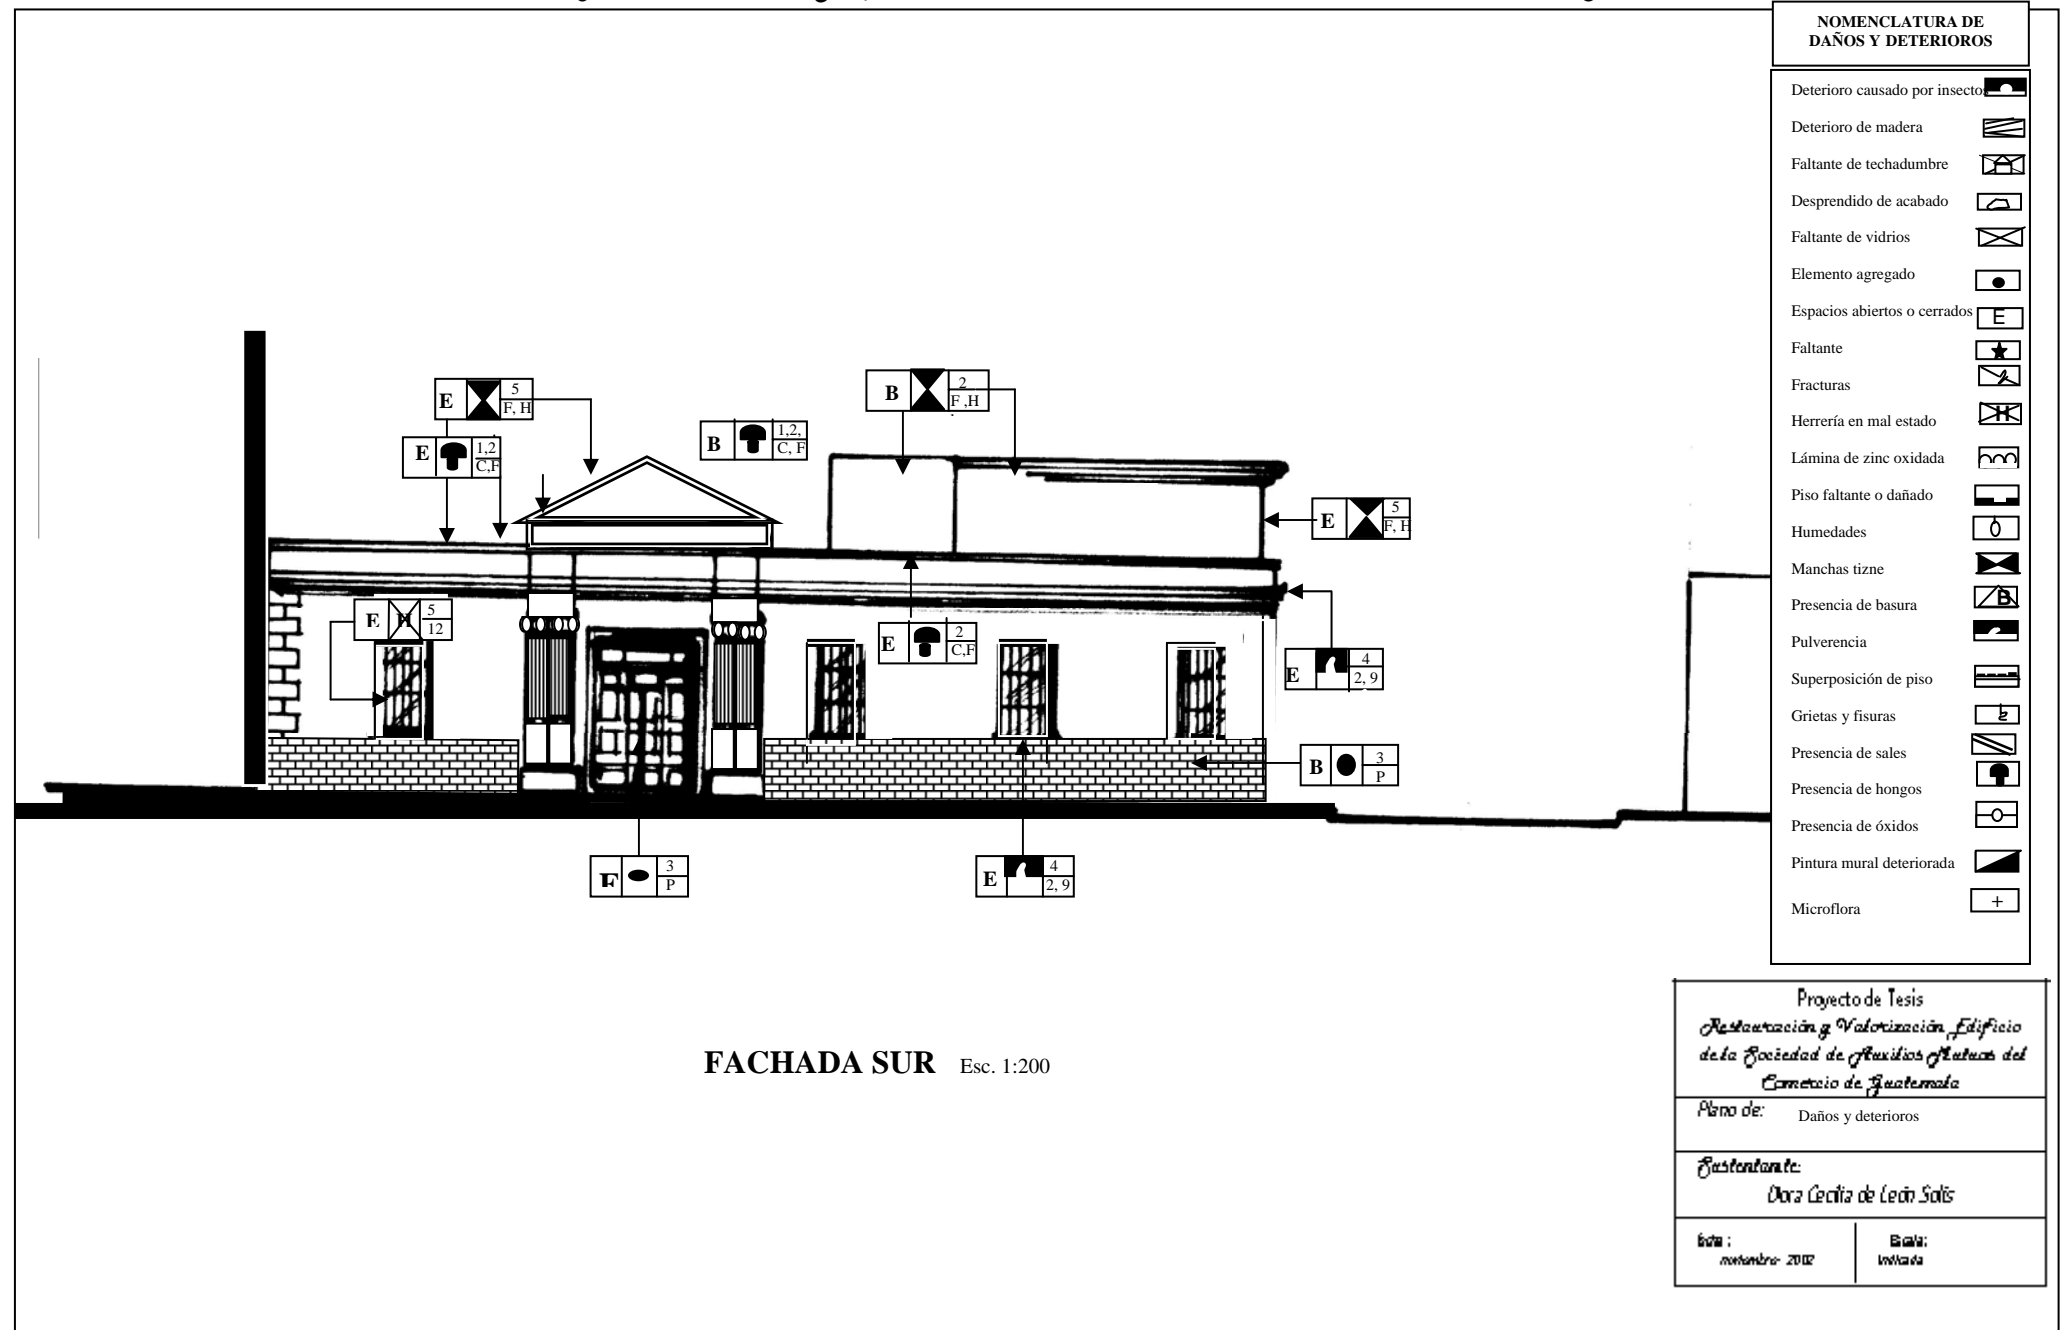 NOMENCLATURA DE
DAÑOS Y DETERIOROS
Deterioro causado por insectos
Deterioro de madera
Faltante de techadumbre
Desprendido de acabado
Faltante de vidrios
Elemento agregado
Espacios abiertos o cerrados
E
Faltante
Fracturas
Herrería en mal estado
H
Lámina de zinc oxidada
Piso faltante o dañado
Humedades
Manchas tizne
Presencia de basura
B
Pulverencia
Superposición de piso
Grietas y fisuras
Presencia de sales
Presencia de hongos
Presencia de óxidos
Pintura mural deteriorada
Microflora
+
E 5
F, H
B 2
F ,H
E 1,2
C,F
B 1,2,
C, F
E 5
F, H
E H 5
12
E 2
C,F
E 4
2, 9
B 3
P
E 3
P
E 4
2, 9
FACHADA SUR Esc. 1:200
Proyecto de Tesis
Restauración y Valorización Edificio
de la Sociedad de Auxilios Mutuos del
Comercio de Guatemala
Plano de: Daños y deterioros
Sustentante:
Dora Cecilia de León Solis
fecha : Escala:
noviembre- 2002 Indicada